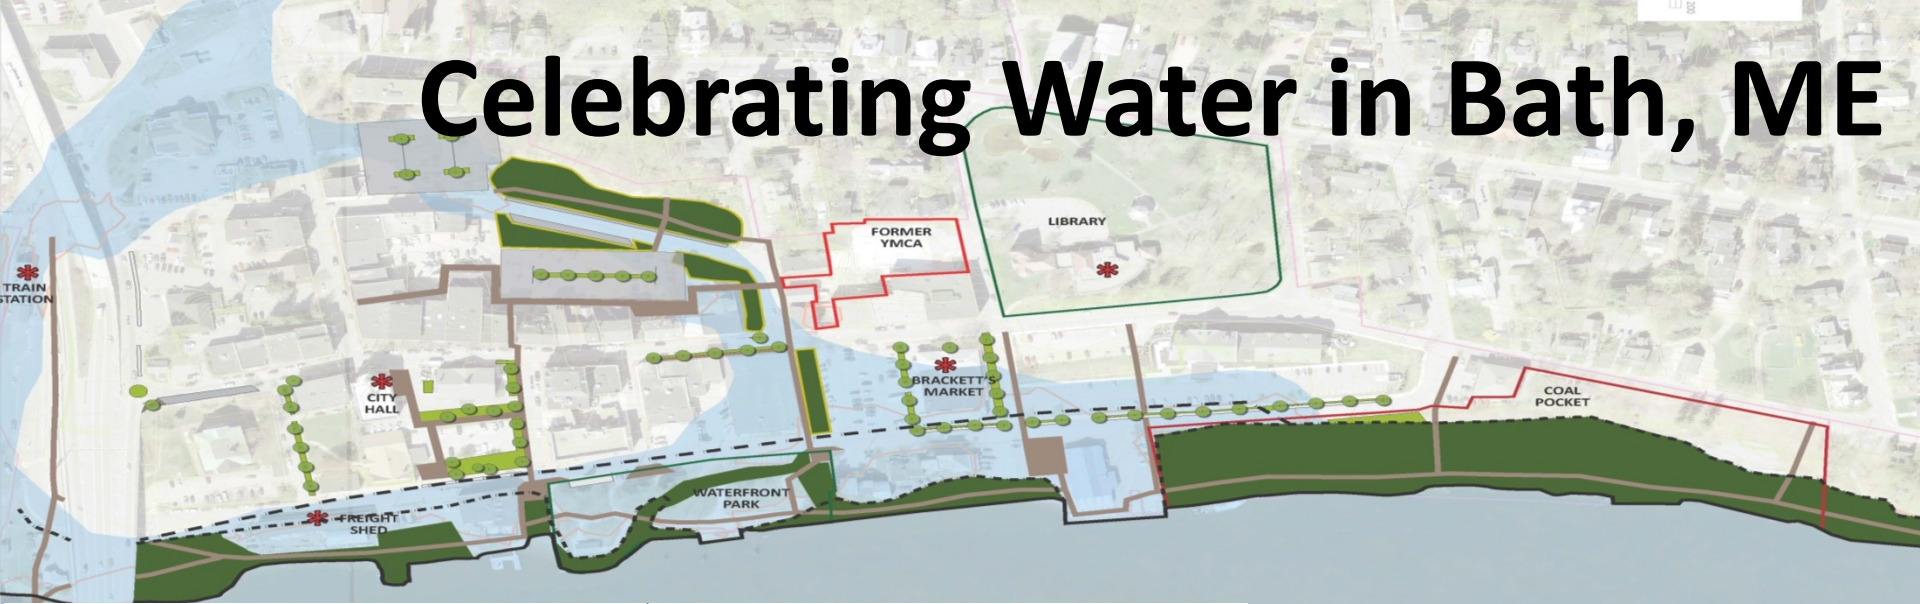 Celebrating Water in Bath, ME
200
LIBRARY
FORMER
YMCA
TRAIN
STATION
BRACKETT'S
MARKET
CITY
HALL
COAL
POCKET
WATERFRONT
PARK
FREIGHT
SHED